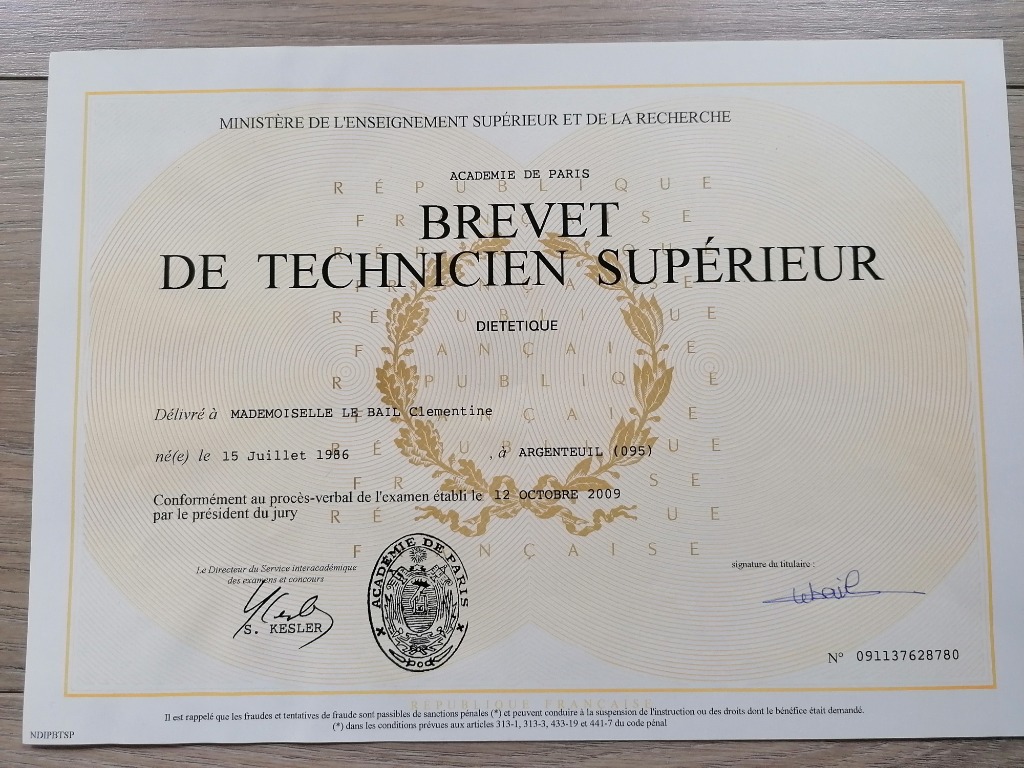 MINISTÈRE DE L'ENSEIGNEMENT SUPÉRIEUR ET DE LA RECHERCHE
ACADEMIE DE PARIS
BREVET
DE TECHNICIEN SUPÉRIEUR
DIETETIQUE
Délivré à MADEMOISELLE LE BAIL Clementine
né(e) le 15 Juillet 1986 , à ARGENTEUIL (095)
Conformément au procès-verbal de l'examen établi le 12 OCTOBRE 2009
par le président du jury
Le Directeur du Service interacadémique
des examens et concours
S. KESLER
ACADÉMIE DE PARIS
signature du titulaire :
lebail
N° 091137628780
RÉPUBLIQUE FRANÇAISE
Il est rappelé que les fraudes et tentatives de fraude sont passibles de sanctions pénales (*) et peuvent conduire à la suspension de l'instruction ou des droits dont le bénéfice était demandé.
(*) dans les conditions prévues aux articles 313-1, 313-3, 433-19 et 441-7 du code pénal
NDIPBTSP